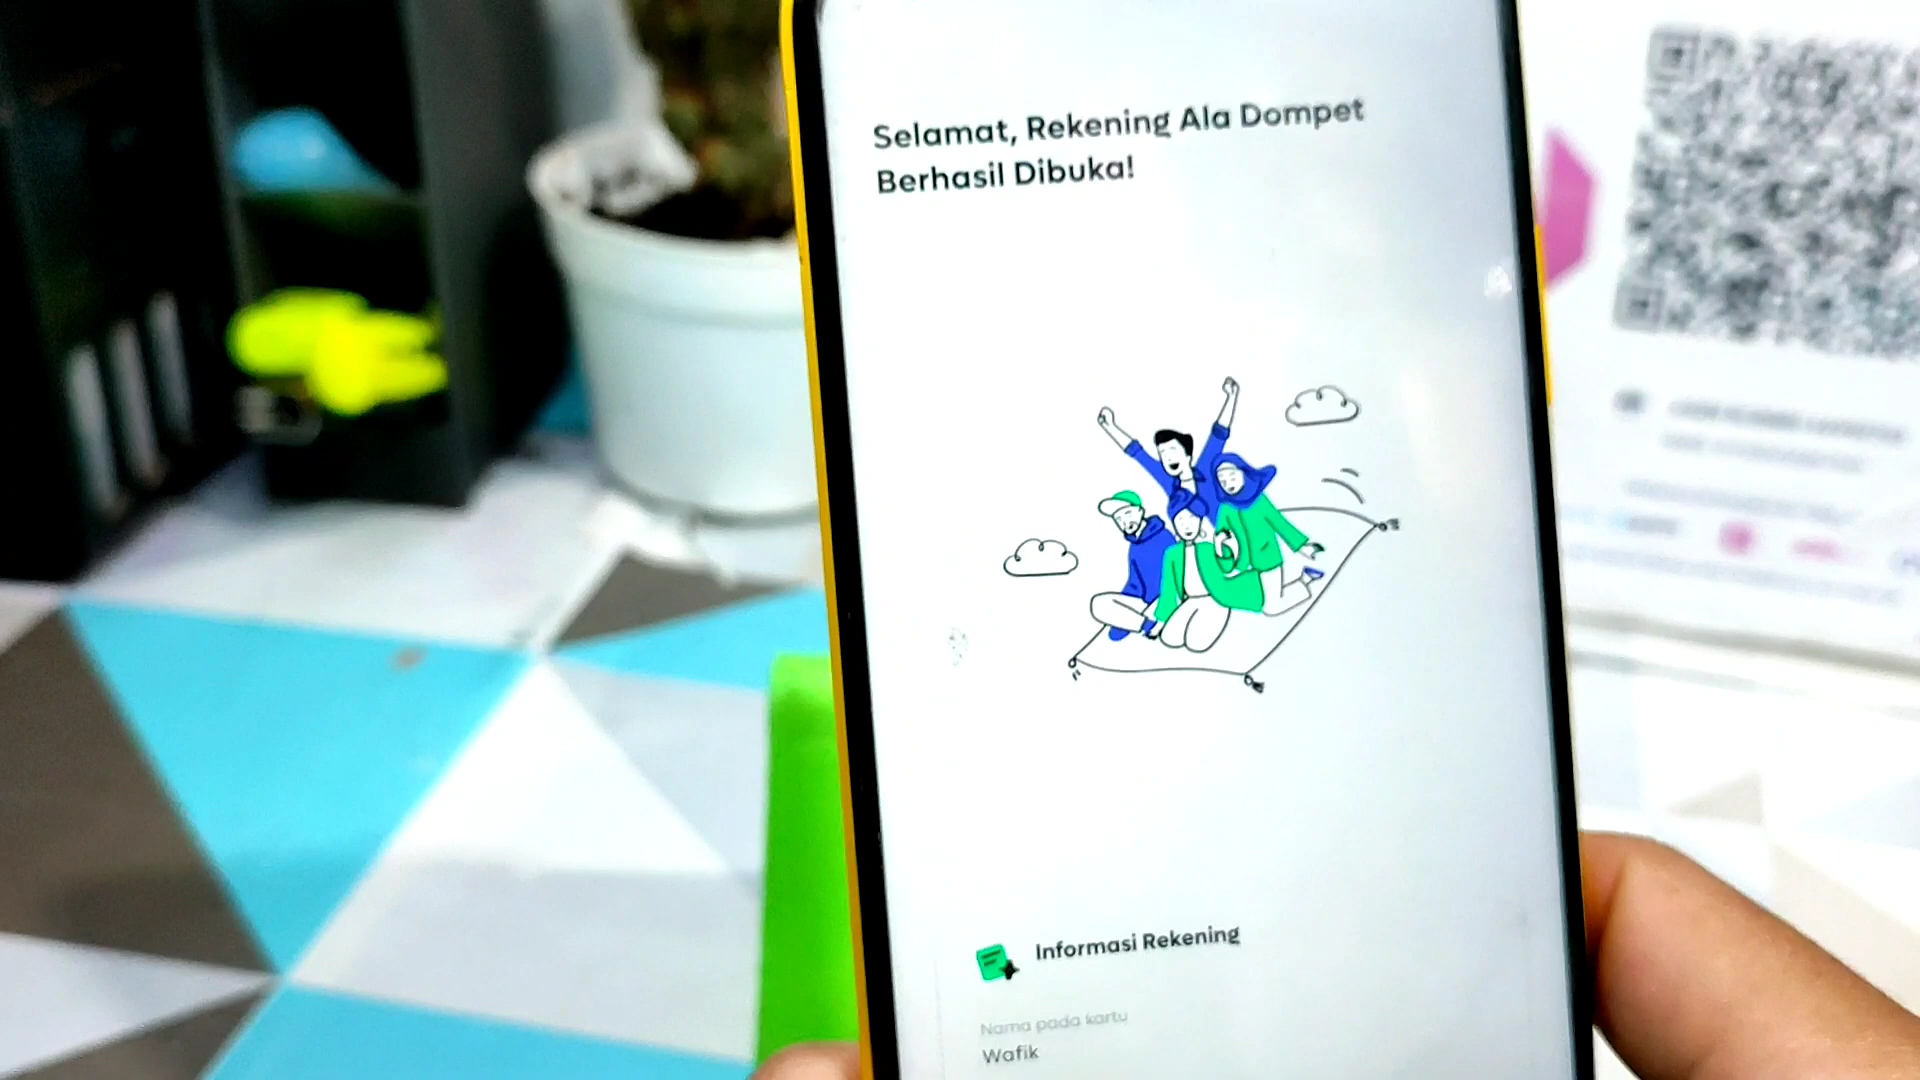 Selamat, Rekening Ala Dompet
Berhasil Dibuka!
Informasi Rekening
Nama pada kartu
Wafik